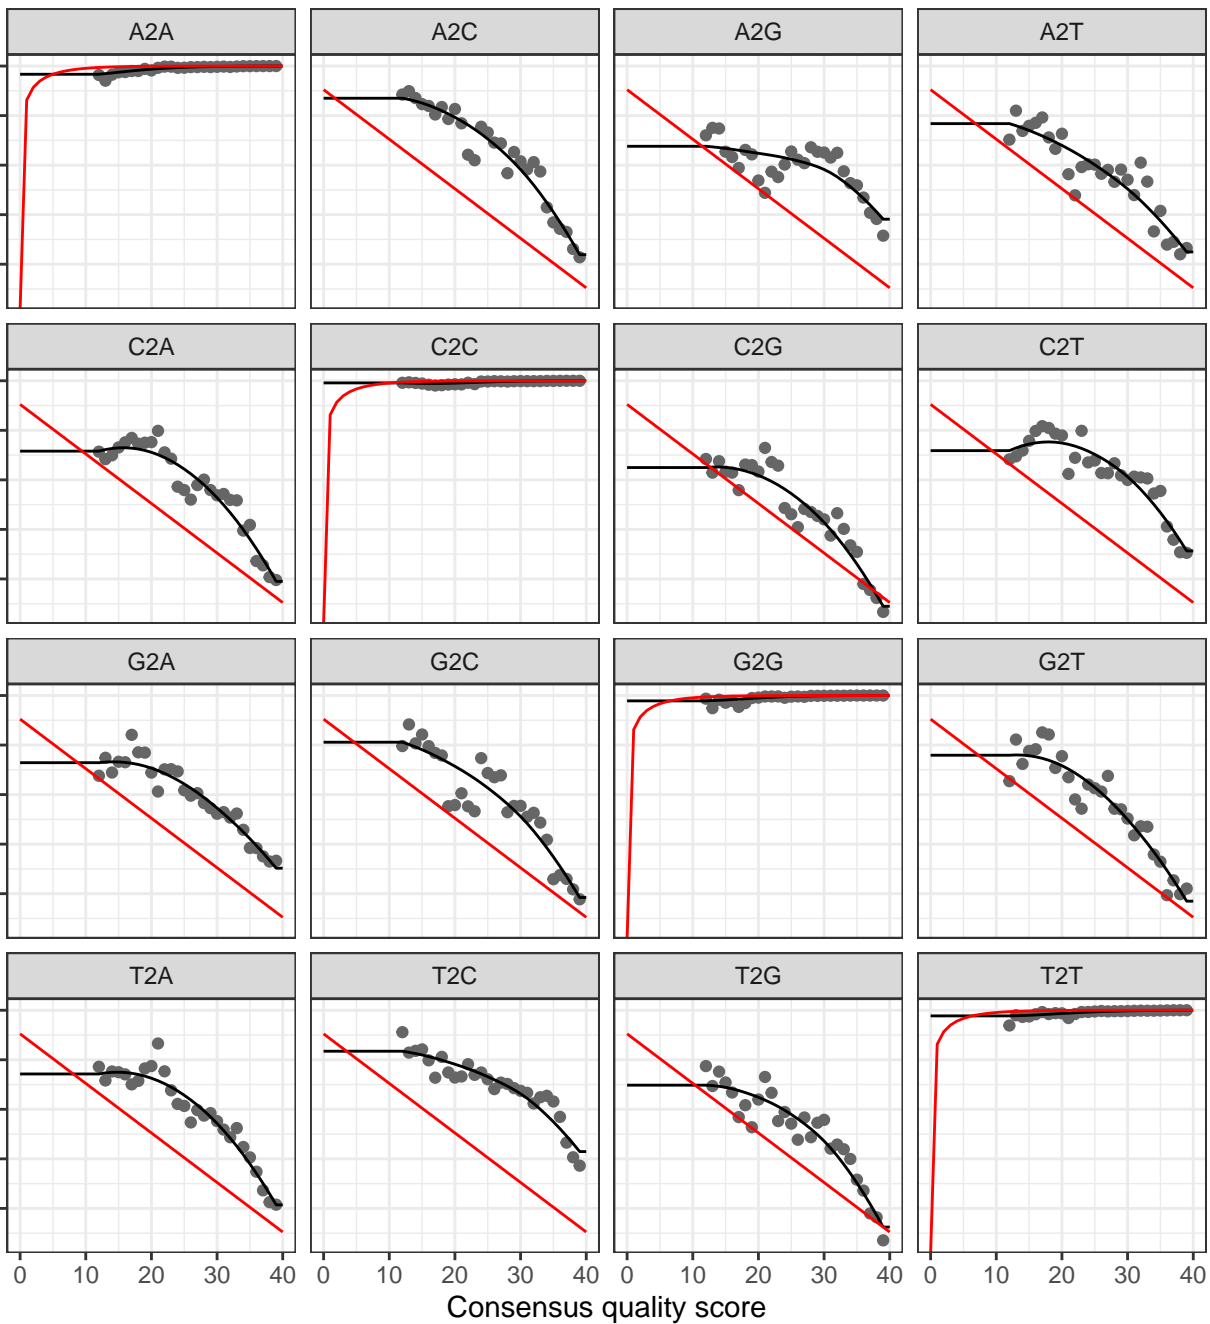 A2A A2C A2G A2T
C2A C2C C2G C2T
G2A G2C G2G G2T
T2A T2C T2G T2T
0 10 20 30 40 0 10 20 30 40 0 10 20 30 40 0 10 20 30 40
Consensus quality score